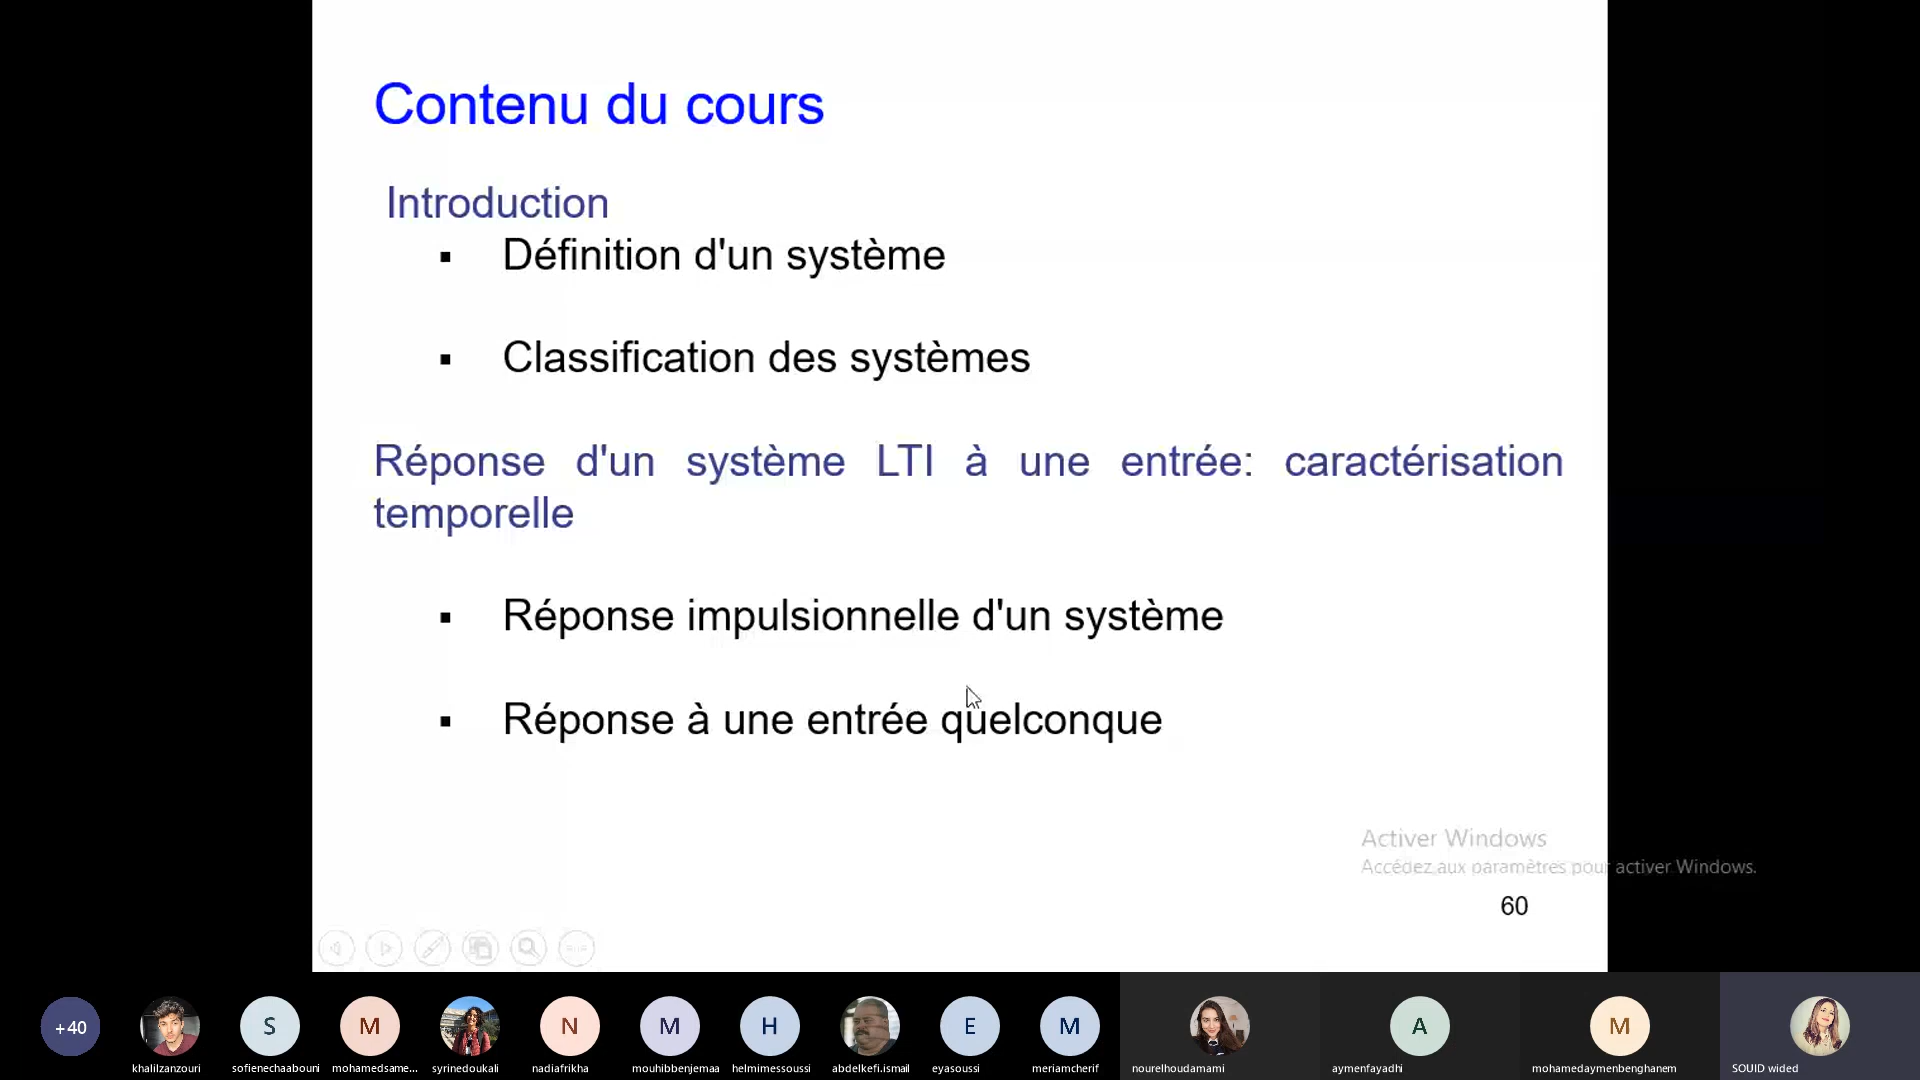 Contenu du cours
Introduction
▪ Définition d'un système
▪ Classification des systèmes
Réponse d'un système LTI à une entrée: caractérisation
temporelle
▪ Réponse impulsionnelle d'un système
▪ Réponse à une entrée quelconque
Activer Windows
Accédez aux paramètres pour activer Windows.
60
+40
S
M
N
M
H
E
M
A
M
khalilzanzouri
sofienechaabouni
mohamedsame...
syrinedoukali
nadiafrikha
mouhibbenjemaa
helmimessoussi
abdelkefi.ismail
eyasoussi
meriamcherif
nourelhoudamami
aymenfayadhi
mohamedaymenbenghanem
SOUID wided